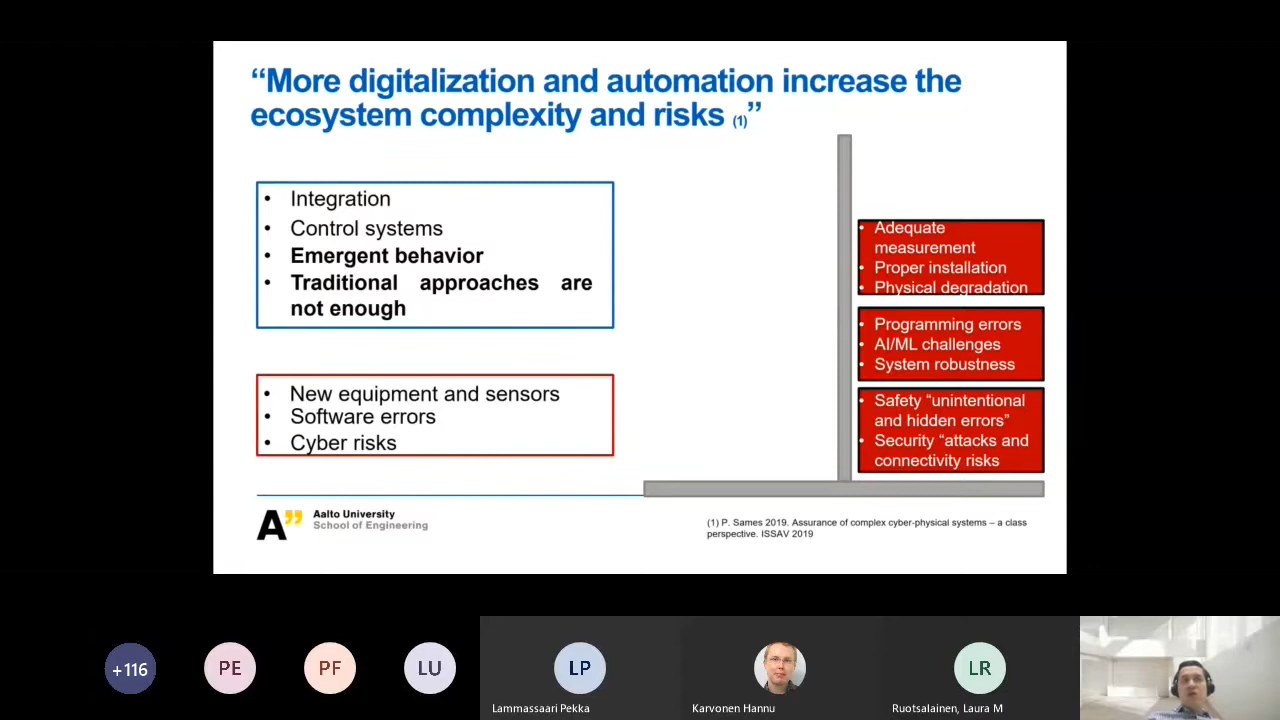 “More digitalization and automation increase the
ecosystem complexity and risks (1)”
• Integration
• Control systems
• Emergent behavior
• Traditional approaches are
not enough
• New equipment and sensors
• Software errors
• Cyber risks
• Adequate
measurement
• Proper installation
• Physical degradation
• Programming errors
• AI/ML challenges
• System robustness
• Safety “unintentional
and hidden errors”
• Security “attacks and
connectivity risks
A”
Aalto University
School of Engineering
(1) P. Sames 2019. Assurance of complex cyber-physical systems – a class
perspective. ISSAV 2019
+116
PE
PF
LU
LP
LR
Lammassaari Pekka
Karvonen Hannu
Ruotsalainen, Laura M